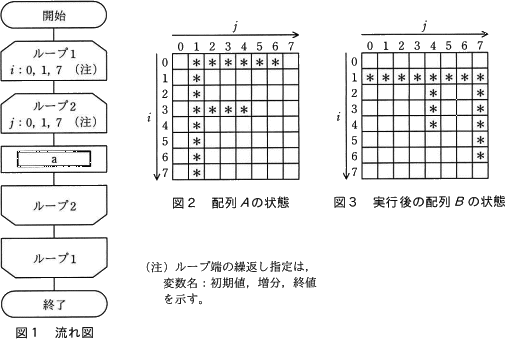 開始
ループ1
i：0, 1, 7 （注）
ループ2
j：0, 1, 7 （注）
a
ループ2
ループ1
終了
図1 流れ図
j
0 1 2 3 4 5 6 7
0 * * * * * *
1 *
2 *
i 3 * * * *
4 *
5 *
6 *
7 *
図2 配列Aの状態
j
0 1 2 3 4 5 6 7
0
1 * * * * * * * *
2 * *
i 3 * *
4 * *
5 *
6 *
7
図3 実行後の配列Bの状態
（注）ループ端の繰返し指定は，
変数名：初期値，増分，終値
を示す。